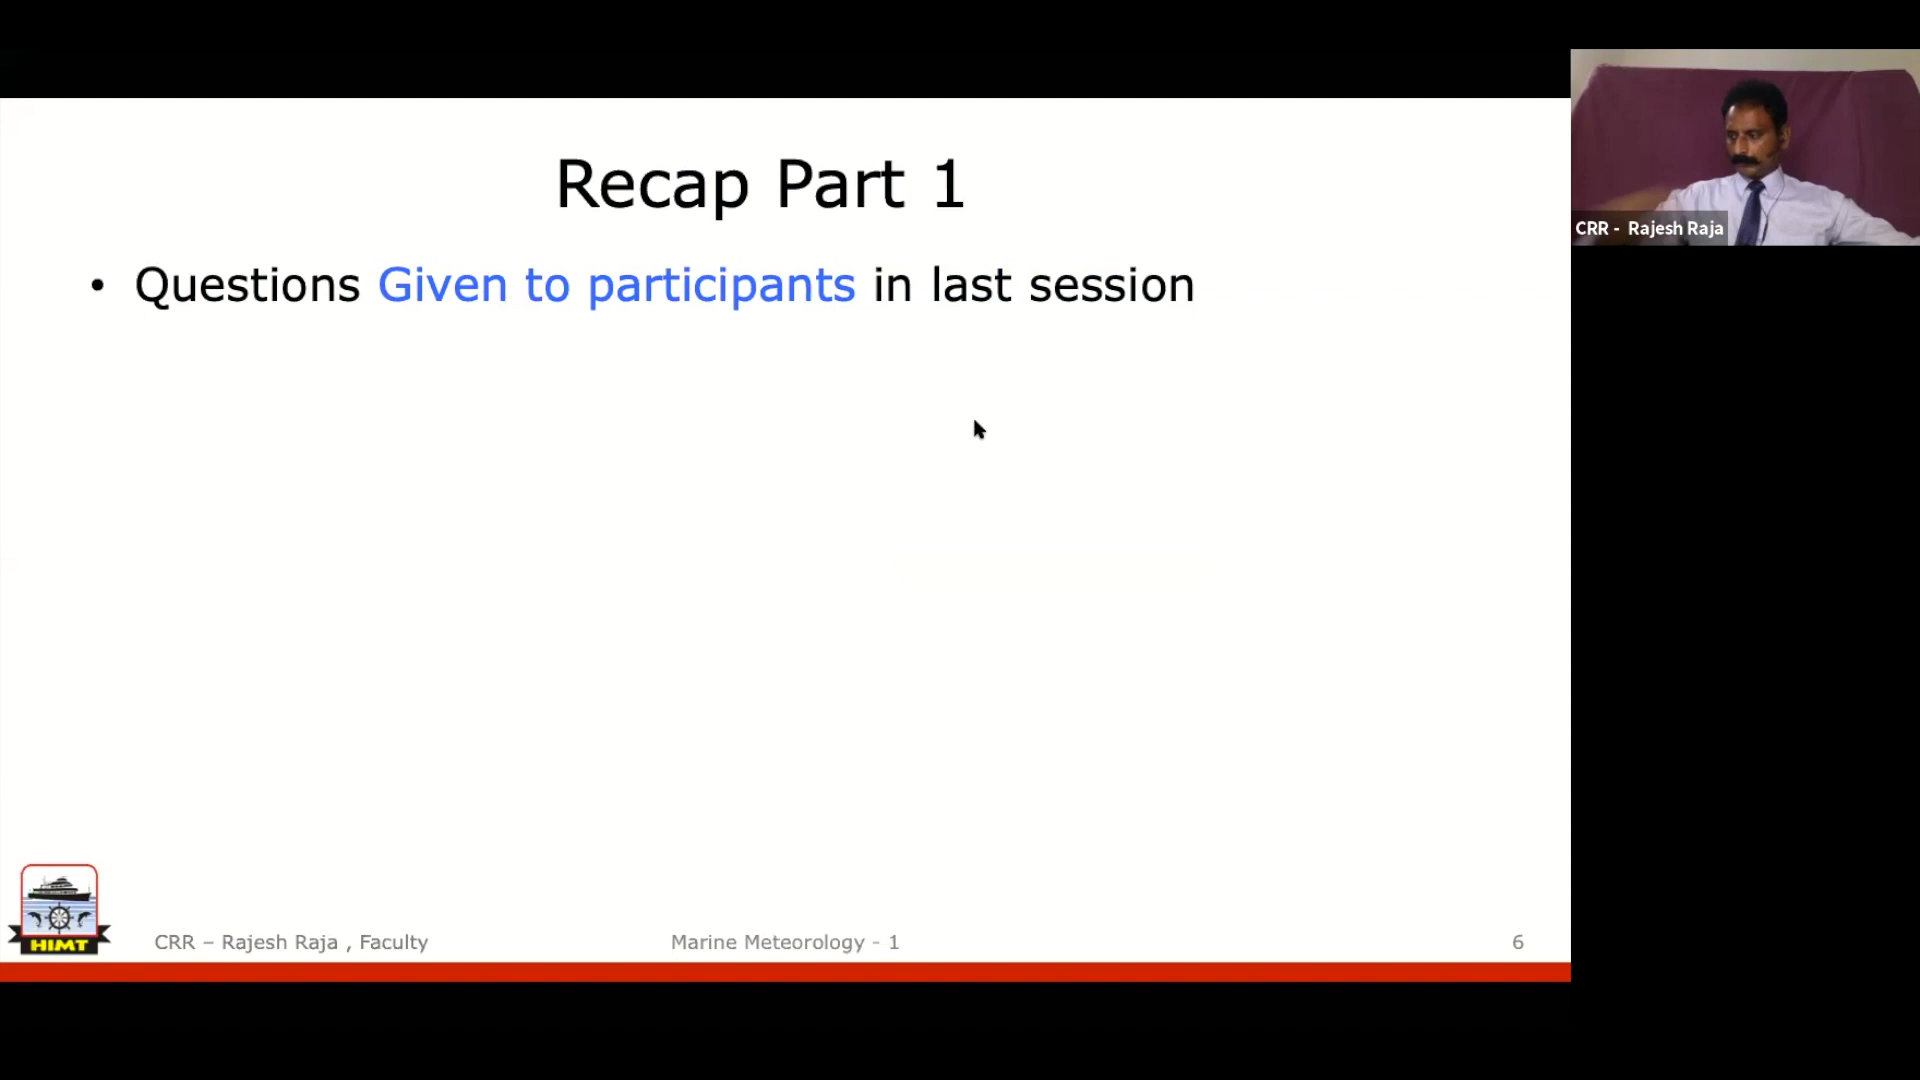 Recap Part 1
• Questions Given to participants in last session
CRR - Rajesh Raja
HIMT
CRR – Rajesh Raja , Faculty
Marine Meteorology - 1
6